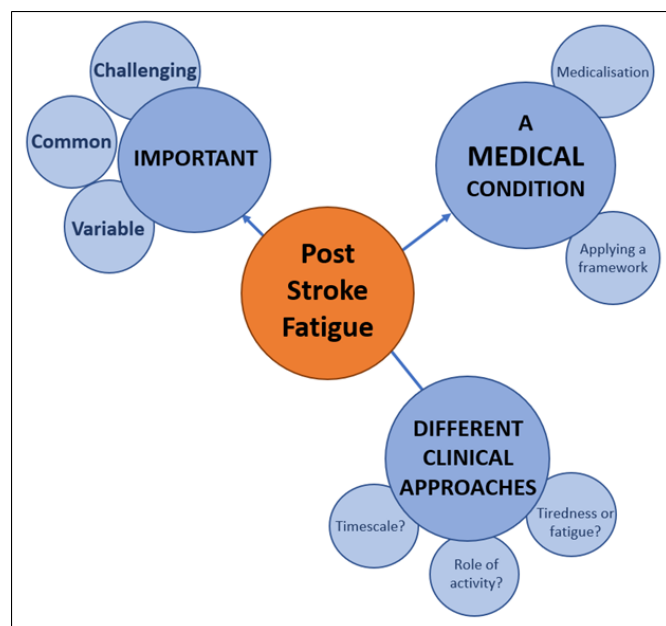 Challenging
Common
Variable
IMPORTANT
Medicalisation
A
MEDICAL
CONDITION
Applying a
framework
Post
Stroke
Fatigue
DIFFERENT
CLINICAL
APPROACHES
Timescale?
Role of
activity?
Tiredness or
fatigue?